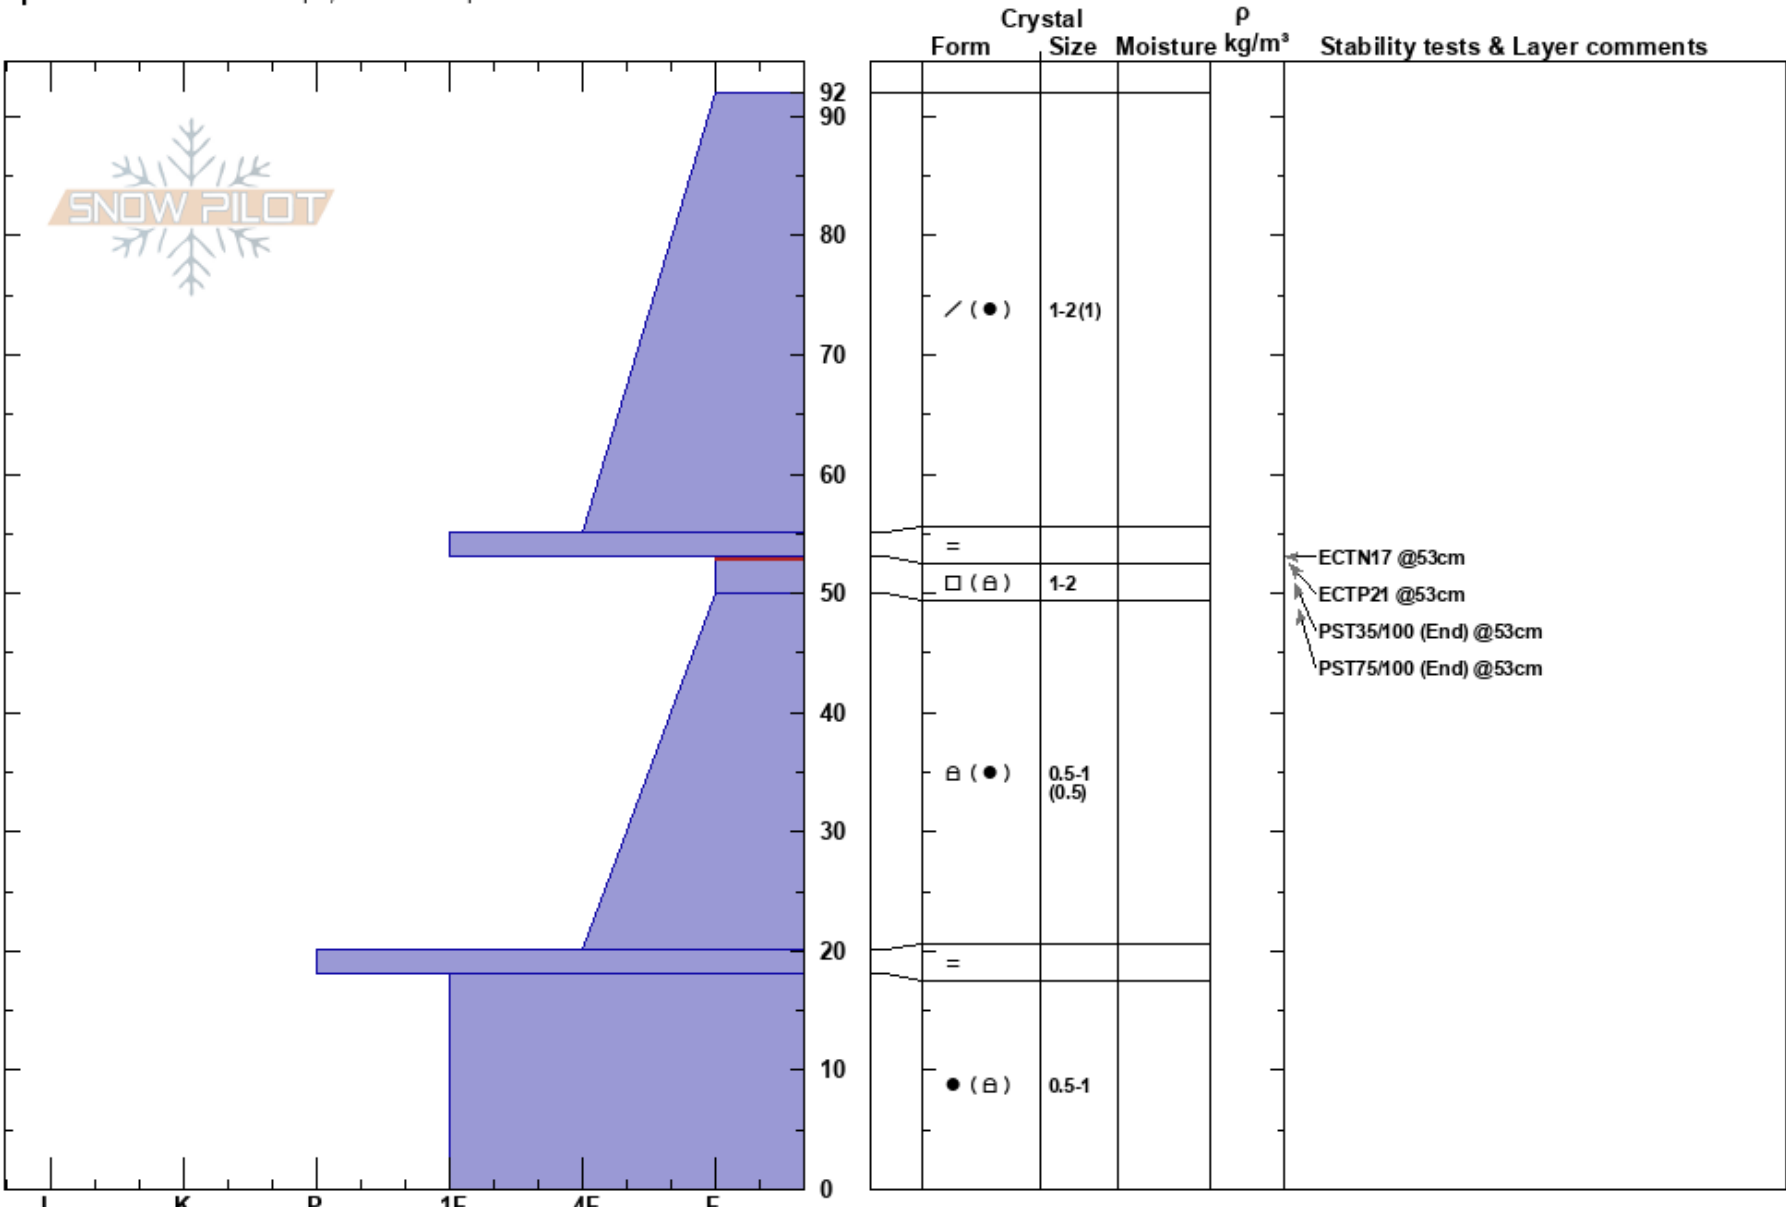 Crystal ρ
Form Size Moisture kg/m³ Stability tests & Layer comments
92
90
SNOW PILOT
80
/ (●) 1-2(1)
70
60
=
ECTN17 @53cm
□ (⌂) 1-2
50
ECTP21 @53cm
PST35/100 (End) @53cm
PST75/100 (End) @53cm
40
⌂ (●) 0.5-1
(0.5)
30
20
=
10
● (⌂) 0.5-1
0
I K P 1F 4F F